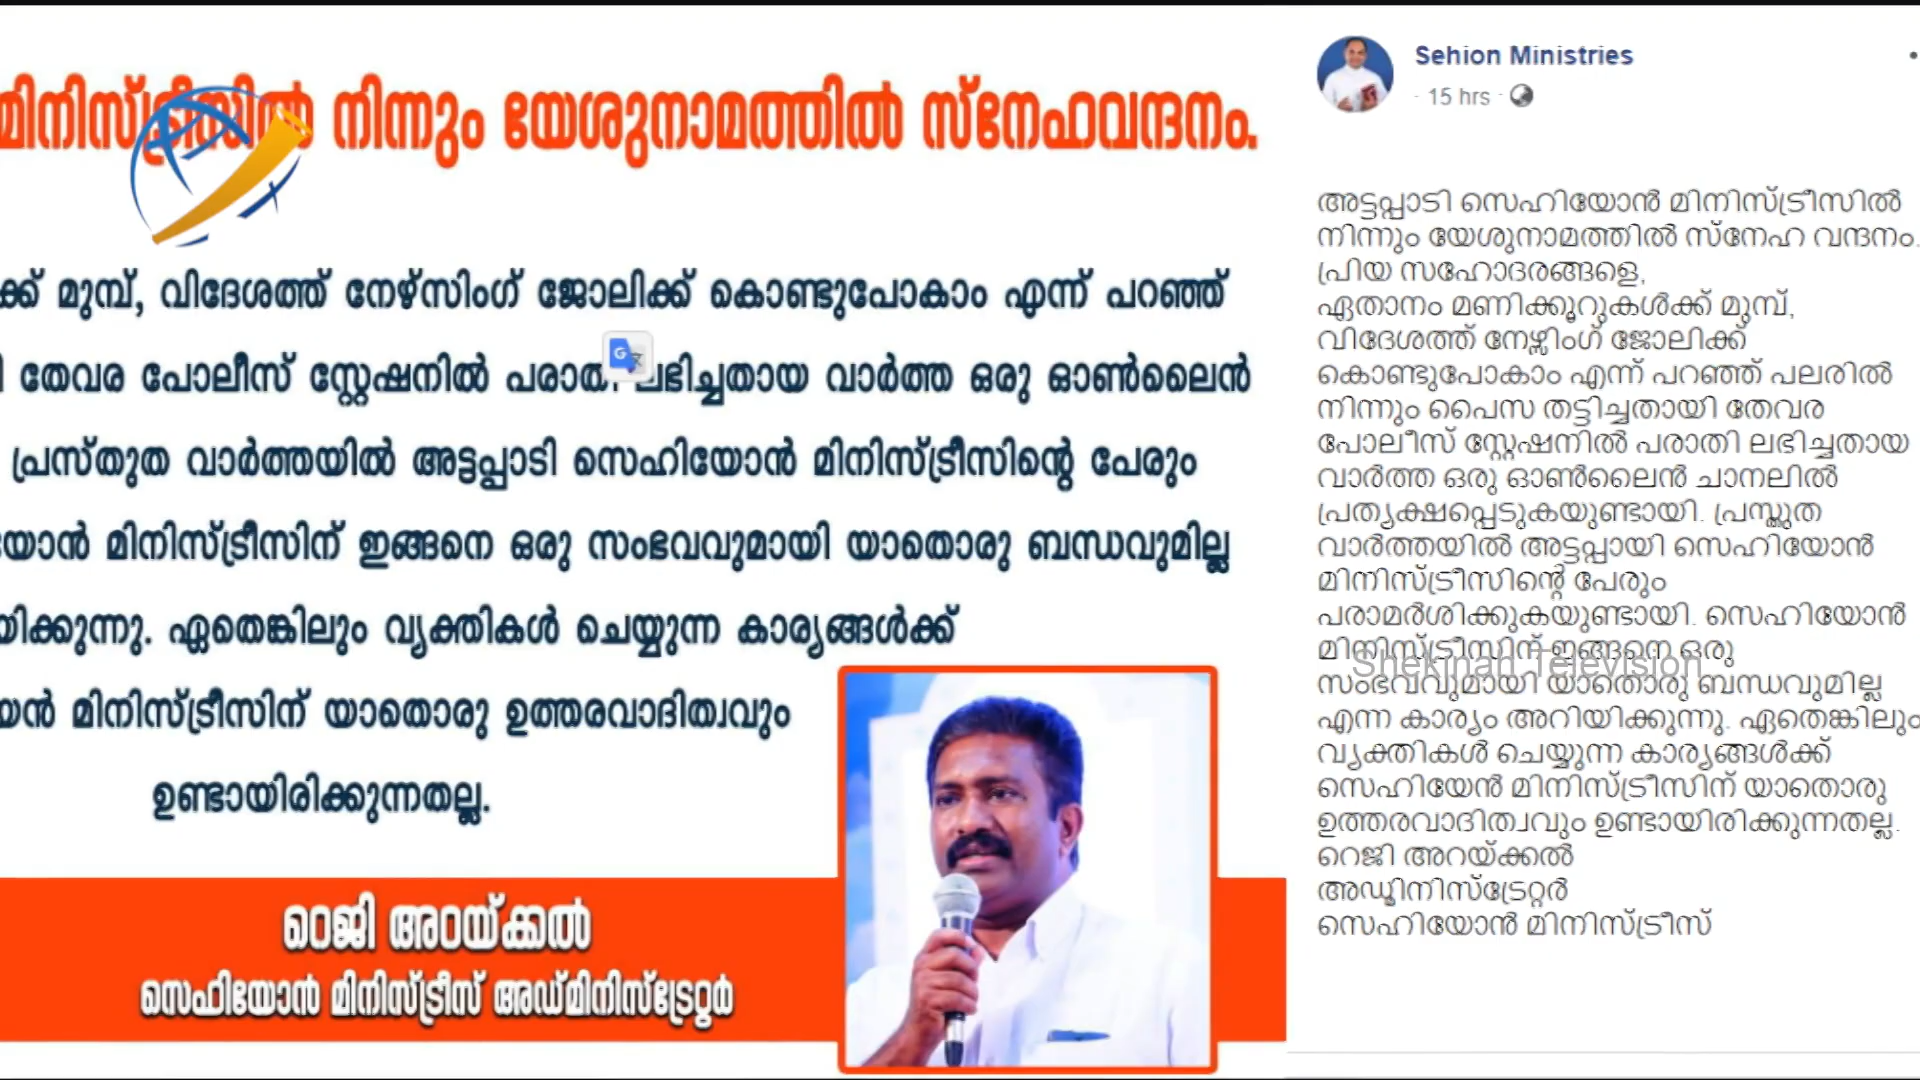 മിനിസ്ട്രീസിൽ നിന്നും യേശുനാമത്തിൽ സ്നേഹവന്ദനം.
ക്ക് മുമ്പ്, വിദേശത്ത് നേഴ്സിംഗ് ജോലിക്ക് കൊണ്ടുപോകാം എന്ന് പറഞ്ഞ്
തേവര പോലീസ് സ്റ്റേഷനിൽ പരാതി ലഭിച്ചതായ വാർത്ത ഒരു ഓൺലൈൻ
പ്രസ്തുത വാർത്തയിൽ അട്ടപ്പാടി സെഹിയോൻ മിനിസ്ട്രീസിന്റെ പേരും
യോൻ മിനിസ്ട്രീസിന് ഇങ്ങനെ ഒരു സംഭവവുമായി യാതൊരു ബന്ധവുമില്ല
യിക്കുന്നു. ഏതെങ്കിലും വ്യക്തികൾ ചെയ്യുന്ന കാര്യങ്ങൾക്ക്
യൻ മിനിസ്ട്രീസിന് യാതൊരു ഉത്തരവാദിത്വവും
ഉണ്ടായിരിക്കുന്നതല്ല.
റെജി അറയ്ക്കൽ
സെഹിയോൻ മിനിസ്ട്രീസ് അഡ്മിനിസ്ട്രേറ്റർ
Sehion Ministries
15 hrs
അട്ടപ്പാടി സെഹിയോൻ മിനിസ്ട്രീസിൽ
നിന്നും യേശുനാമത്തിൽ സ്നേഹ വന്ദനം.
പ്രിയ സഹോദരങ്ങളെ,
ഏതാനം മണിക്കൂറുകൾക്ക് മുമ്പ്,
വിദേശത്ത് നേഴ്സിംഗ് ജോലിക്ക്
കൊണ്ടുപോകാം എന്ന് പറഞ്ഞ് പലരിൽ
നിന്നും പൈസ തട്ടിച്ചതായി തേവര
പോലീസ് സ്റ്റേഷനിൽ പരാതി ലഭിച്ചതായ
വാർത്ത ഒരു ഓൺലൈൻ ചാനലിൽ
പ്രത്യക്ഷപ്പെടുകയുണ്ടായി. പ്രസ്തുത
വാർത്തയിൽ അട്ടപ്പായി സെഹിയോൻ
മിനിസ്ട്രീസിന്റെ പേരും
പരാമർശിക്കുകയുണ്ടായി. സെഹിയോൻ
മിനിസ്ട്രീസിന് ഇങ്ങനെ ഒരു
Shekinah Television
സംഭവവുമായി യാതൊരു ബന്ധവുമില്ല
എന്ന കാര്യം അറിയിക്കുന്നു. ഏതെങ്കിലും
വ്യക്തികൾ ചെയ്യുന്ന കാര്യങ്ങൾക്ക്
സെഹിയേൻ മിനിസ്ട്രീസിന് യാതൊരു
ഉത്തരവാദിത്വവും ഉണ്ടായിരിക്കുന്നതല്ല.
റെജി അറയ്ക്കൽ
അഡ്മിനിസ്ട്രേറ്റർ
സെഹിയോൻ മിനിസ്ട്രീസ്